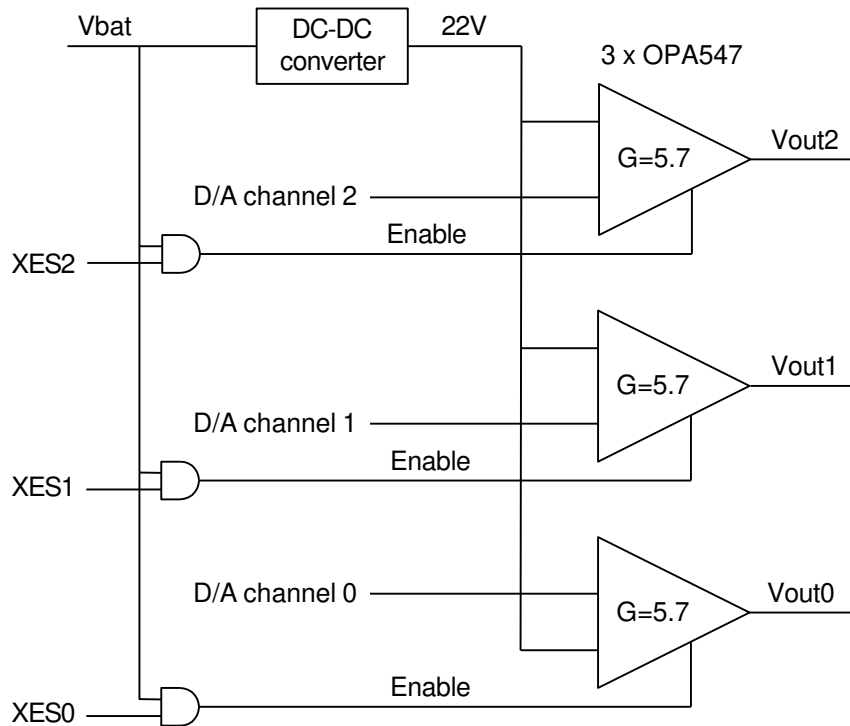 Vbat
DC-DC
converter
22V
3 x OPA547
G=5.7
Vout2
D/A channel 2
Enable
XES2
G=5.7
Vout1
D/A channel 1
Enable
XES1
D/A channel 0
G=5.7
Vout0
Enable
XES0